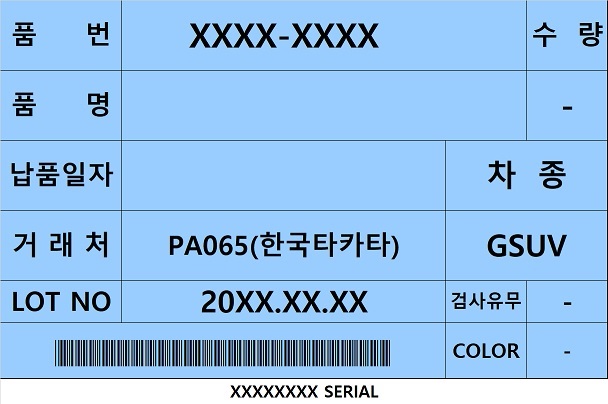 품 번 XXXX-XXXX 수 량
품 명 -
납품일자 차 종
거 래 처 PA065(한국타카타) GSUV
LOT NO 20XX.XX.XX 검사유무 -
COLOR -
XXXXXXXX SERIAL